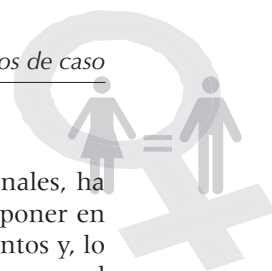 os de caso
nales, ha
poner en
ntos y, lo